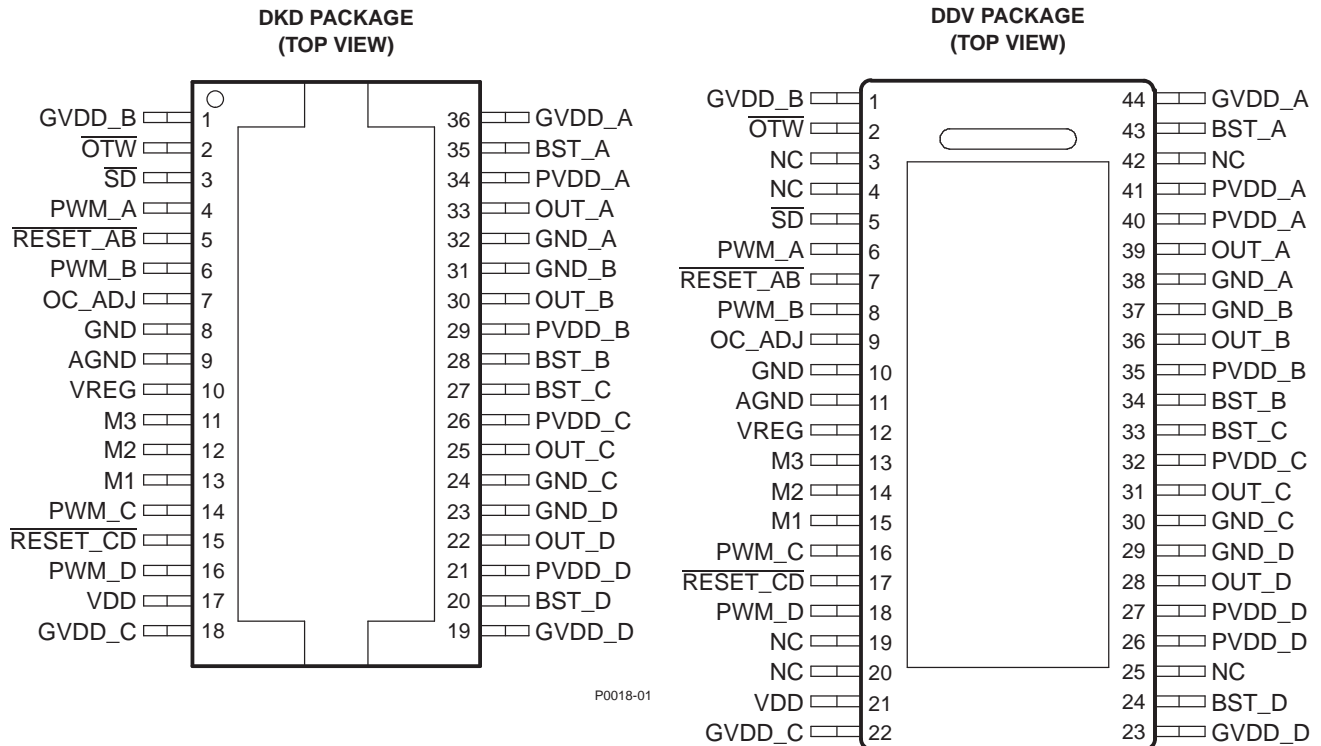 DKD PACKAGE
(TOP VIEW)
GVDD_B 1 36 GVDD_A
OTW 2 35 BST_A
SD 3 34 PVDD_A
PWM_A 4 33 OUT_A
RESET_AB 5 32 GND_A
PWM_B 6 31 GND_B
OC_ADJ 7 30 OUT_B
GND 8 29 PVDD_B
AGND 9 28 BST_B
VREG 10 27 BST_C
M3 11 26 PVDD_C
M2 12 25 OUT_C
M1 13 24 GND_C
PWM_C 14 23 GND_D
RESET_CD 15 22 OUT_D
PWM_D 16 21 PVDD_D
VDD 17 20 BST_D
GVDD_C 18 19 GVDD_D
P0018-01
DDV PACKAGE
(TOP VIEW)
GVDD_B 1 44 GVDD_A
OTW 2 43 BST_A
NC 3 42 NC
NC 4 41 PVDD_A
SD 5 40 PVDD_A
PWM_A 6 39 OUT_A
RESET_AB 7 38 GND_A
PWM_B 8 37 GND_B
OC_ADJ 9 36 OUT_B
GND 10 35 PVDD_B
AGND 11 34 BST_B
VREG 12 33 BST_C
M3 13 32 PVDD_C
M2 14 31 OUT_C
M1 15 30 GND_C
PWM_C 16 29 GND_D
RESET_CD 17 28 OUT_D
PWM_D 18 27 PVDD_D
NC 19 26 PVDD_D
NC 20 25 NC
VDD 21 24 BST_D
GVDD_C 22 23 GVDD_D